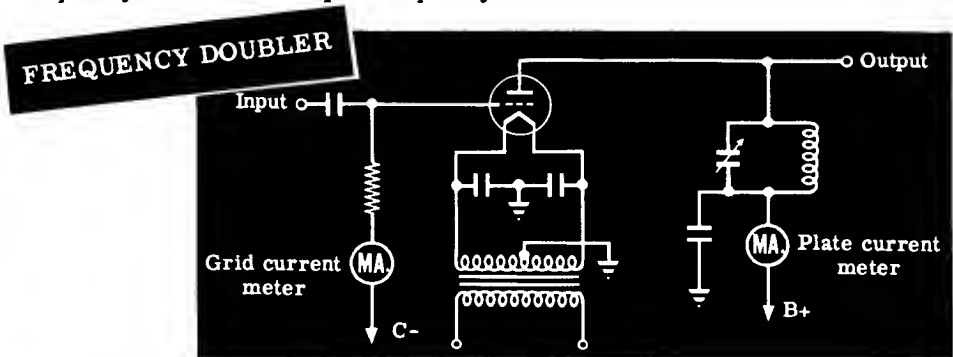 FREQUENCY DOUBLER
Input
Output
Grid current
meter
MA.
C-
MA.
Plate current
meter
B+